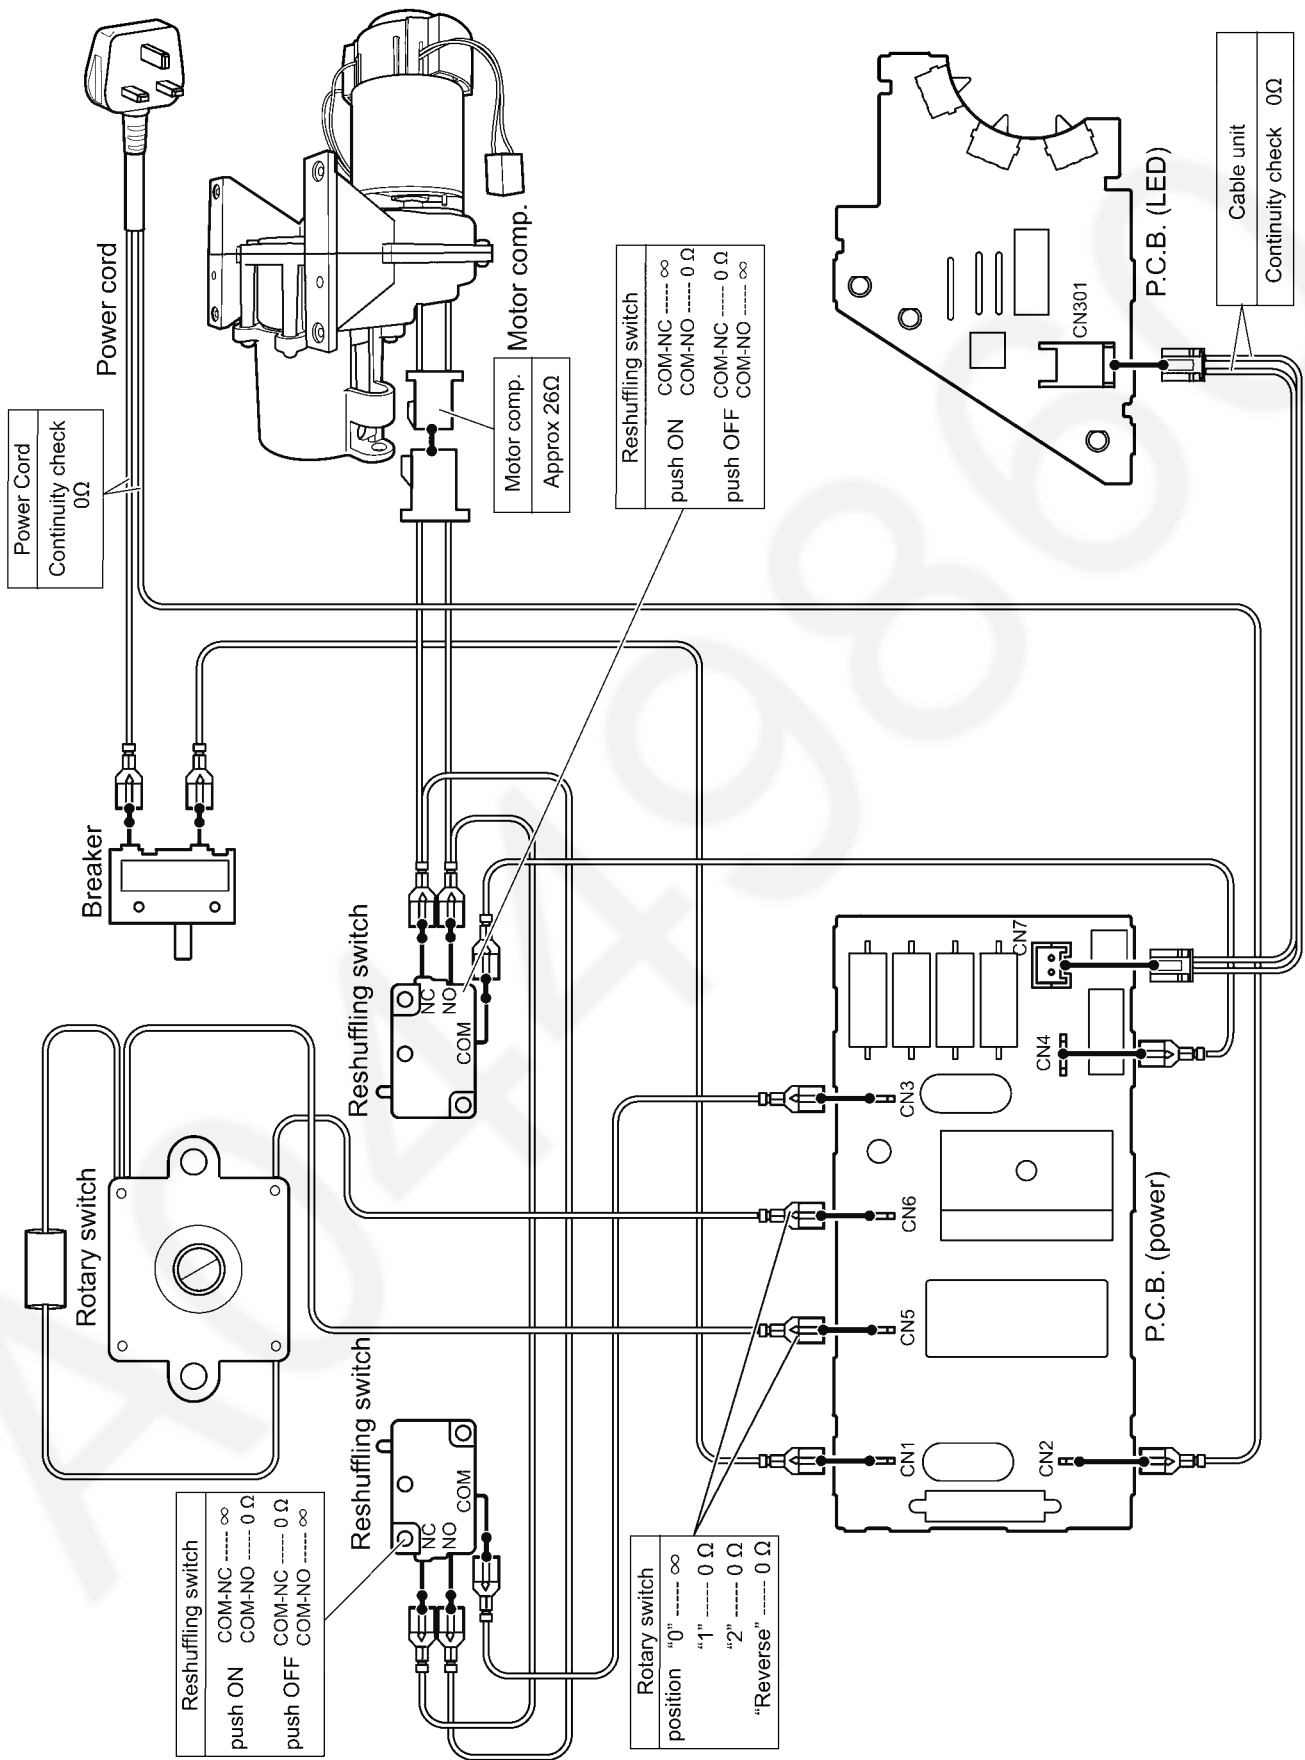 Power Cord
Continuity check
0Ω
Power cord
Breaker
Rotary switch
Reshuffling switch
push ON COM-NC ----- ∞
COM-NO ----- 0 Ω
push OFF COM-NC ---- 0 Ω
COM-NO ---- ∞
Motor comp.
Motor comp.
Approx 26Ω
Reshuffling switch
NC
NO
COM
Reshuffling switch
NC
NO
COM
Reshuffling switch
push ON COM-NC ----- ∞
COM-NO ----- 0 Ω
push OFF COM-NC ---- 0 Ω
COM-NO ---- ∞
Rotary switch
position "0" ---- ∞
"1" ---- 0 Ω
"2" ---- 0 Ω
"Reverse" ---- 0 Ω
CN1
CN5
CN6
CN3
CN7
CN2
CN4
P.C.B. (power)
CN301
P.C.B. (LED)
Cable unit
Continuity check 0Ω